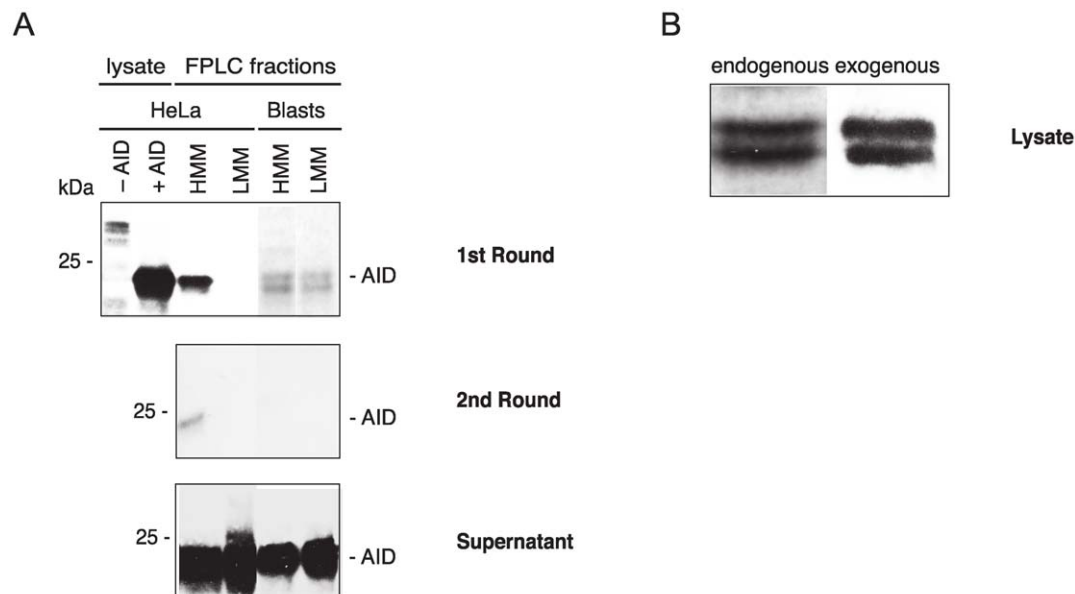 A
lysate FPLC fractions
HeLa Blasts
kDa – AID + AID HMM LMM HMM LMM
25 -
- AID
1st Round
25 -
- AID
2nd Round
25 -
- AID
Supernatant
B
endogenous exogenous
Lysate